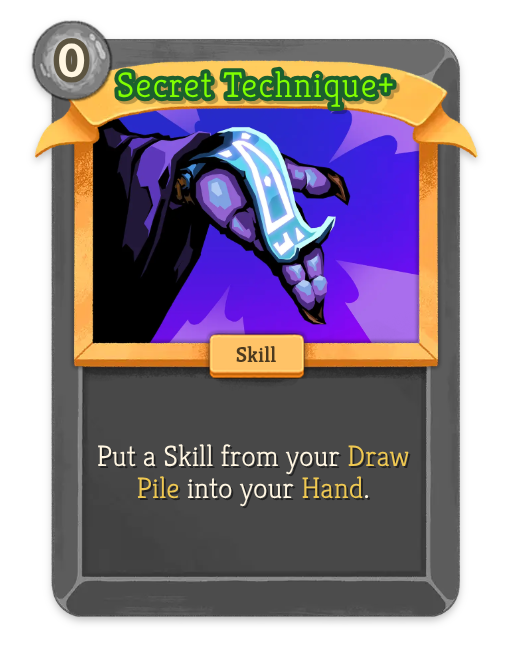 0
Secret Technique+
Skill
Put a Skill from your Draw
Pile into your Hand.